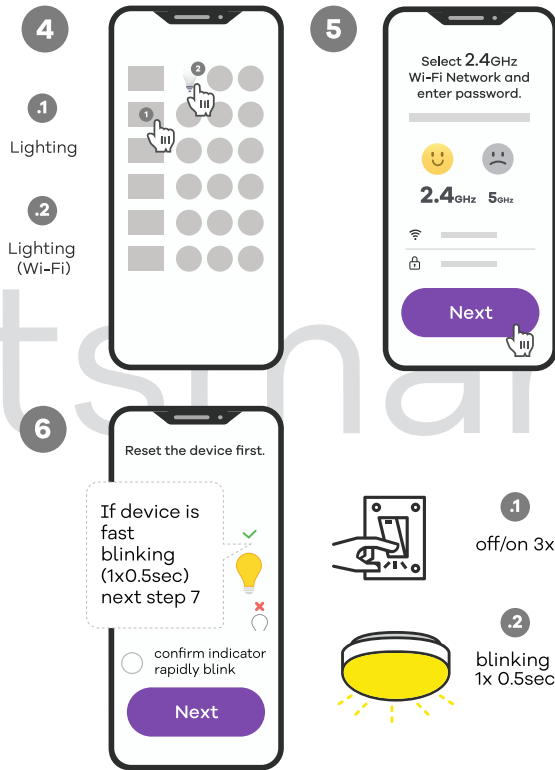 4
.1
Lighting
.2
Lighting
(Wi-Fi)
1
2
5
Select 2.4GHz
Wi-Fi Network and
enter password.
2.4GHz 5GHz
Next
tsmar
6
Reset the device first.
If device is
fast
blinking
(1x0.5sec)
next step 7
confirm indicator
rapidly blink
Next
.1
off/on 3x
.2
blinking
1x 0.5sec